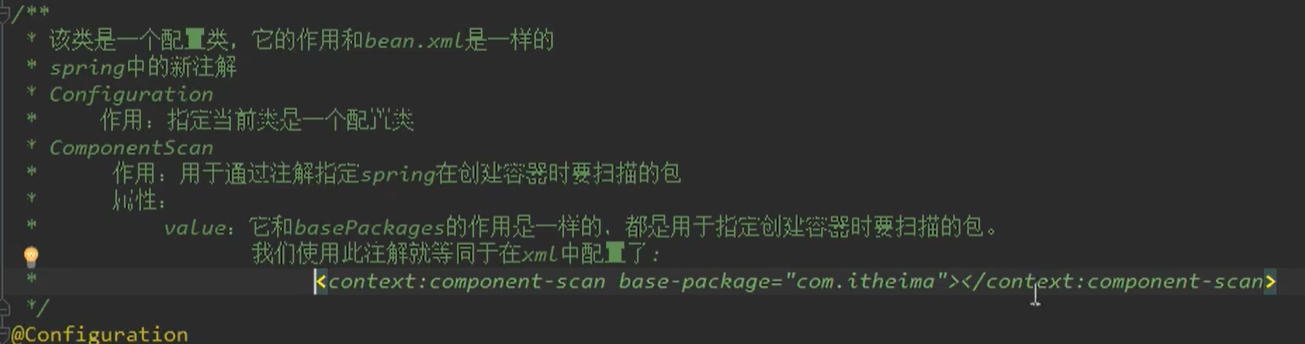 /**
* 该类是一个配置类，它的作用和bean.xml是一样的
* spring中的新注解
* Configuration
*     作用：指定当前类是一个配置类
* ComponentScan
*      作用：用于通过注解指定spring在创建容器时要扫描的包
*      属性：
*          value：它和basePackages的作用是一样的，都是用于指定创建容器时要扫描的包。
*                 我们使用此注解就等同于在xml中配置了:
*                      <context:component-scan base-package="com.itheima"></context:component-scan>
*/
@Configuration